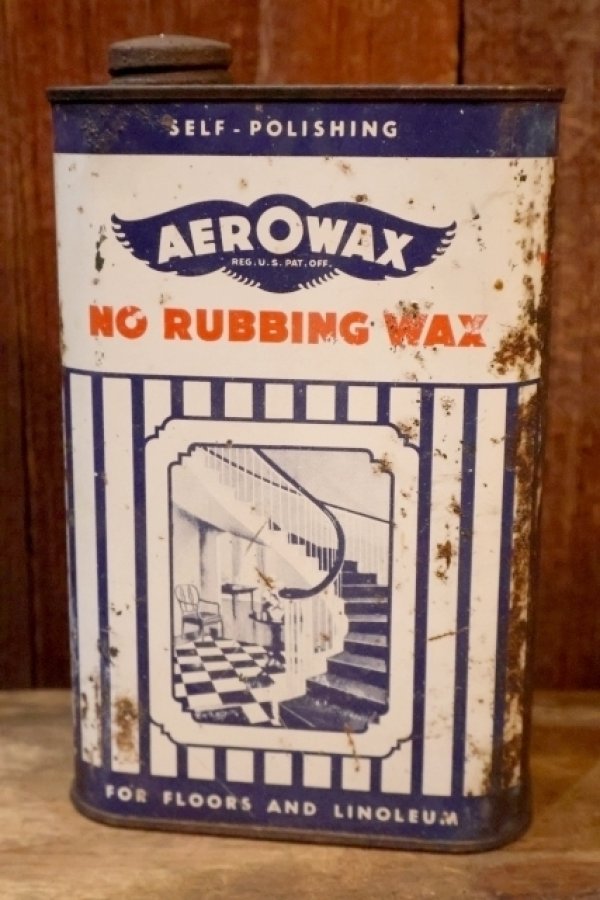 SELF-POLISHING
AEROWAX
REG. U.S. PAT. OFF.
NO RUBBING WAX
FOR FLOORS AND LINOLEUM